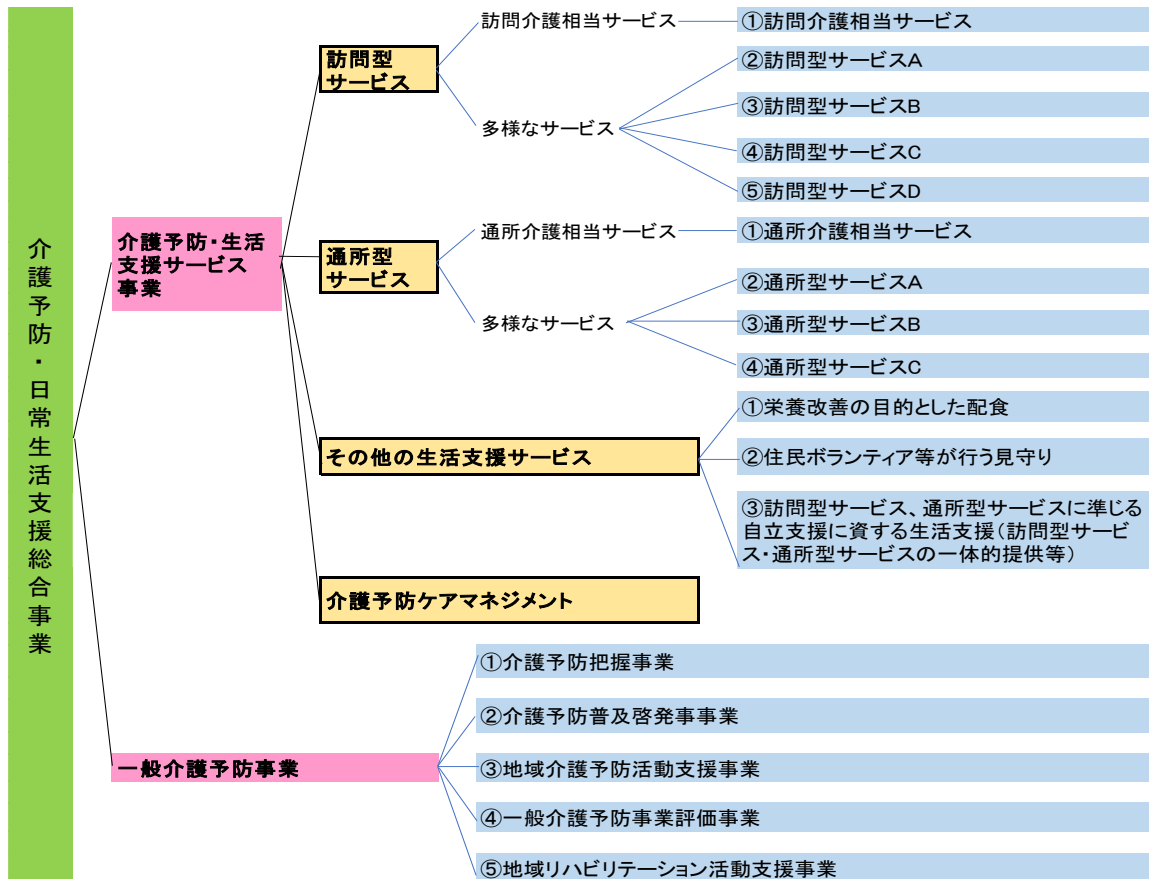 介護予防・日常生活支援総合事業
介護予防・生活
支援サービス
事業
訪問型
サービス
訪問介護相当サービス
①訪問介護相当サービス
多様なサービス
②訪問型サービスA
③訪問型サービスB
④訪問型サービスC
⑤訪問型サービスD
通所型
サービス
通所介護相当サービス
①通所介護相当サービス
多様なサービス
②通所型サービスA
③通所型サービスB
④通所型サービスC
その他の生活支援サービス
①栄養改善の目的とした配食
②住民ボランティア等が行う見守り
③訪問型サービス、通所型サービスに準じる
自立支援に資する生活支援（訪問型サービ
ス・通所型サービスの一体的提供等）
介護予防ケアマネジメント
一般介護予防事業
①介護予防把握事業
②介護予防普及啓発事事業
③地域介護予防活動支援事業
④一般介護予防事業評価事業
⑤地域リハビリテーション活動支援事業